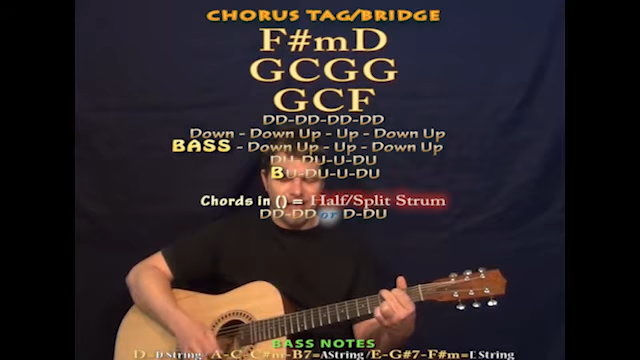 CHORUS TAG/BRIDGE
F#mD
GCGG
GCF
DD-DD-DD-DD
Down - Down Up - Up - Down Up
BASS - Down Up - Up - Down Up
DU-DU-U-DU
BU-DU-U-DU
Chords in () = Half/Split Strum
DD-DD or D-DU
BASS NOTES
D=D String/ A-C-C#m-B7=AString/E-G#7-F#m=E String